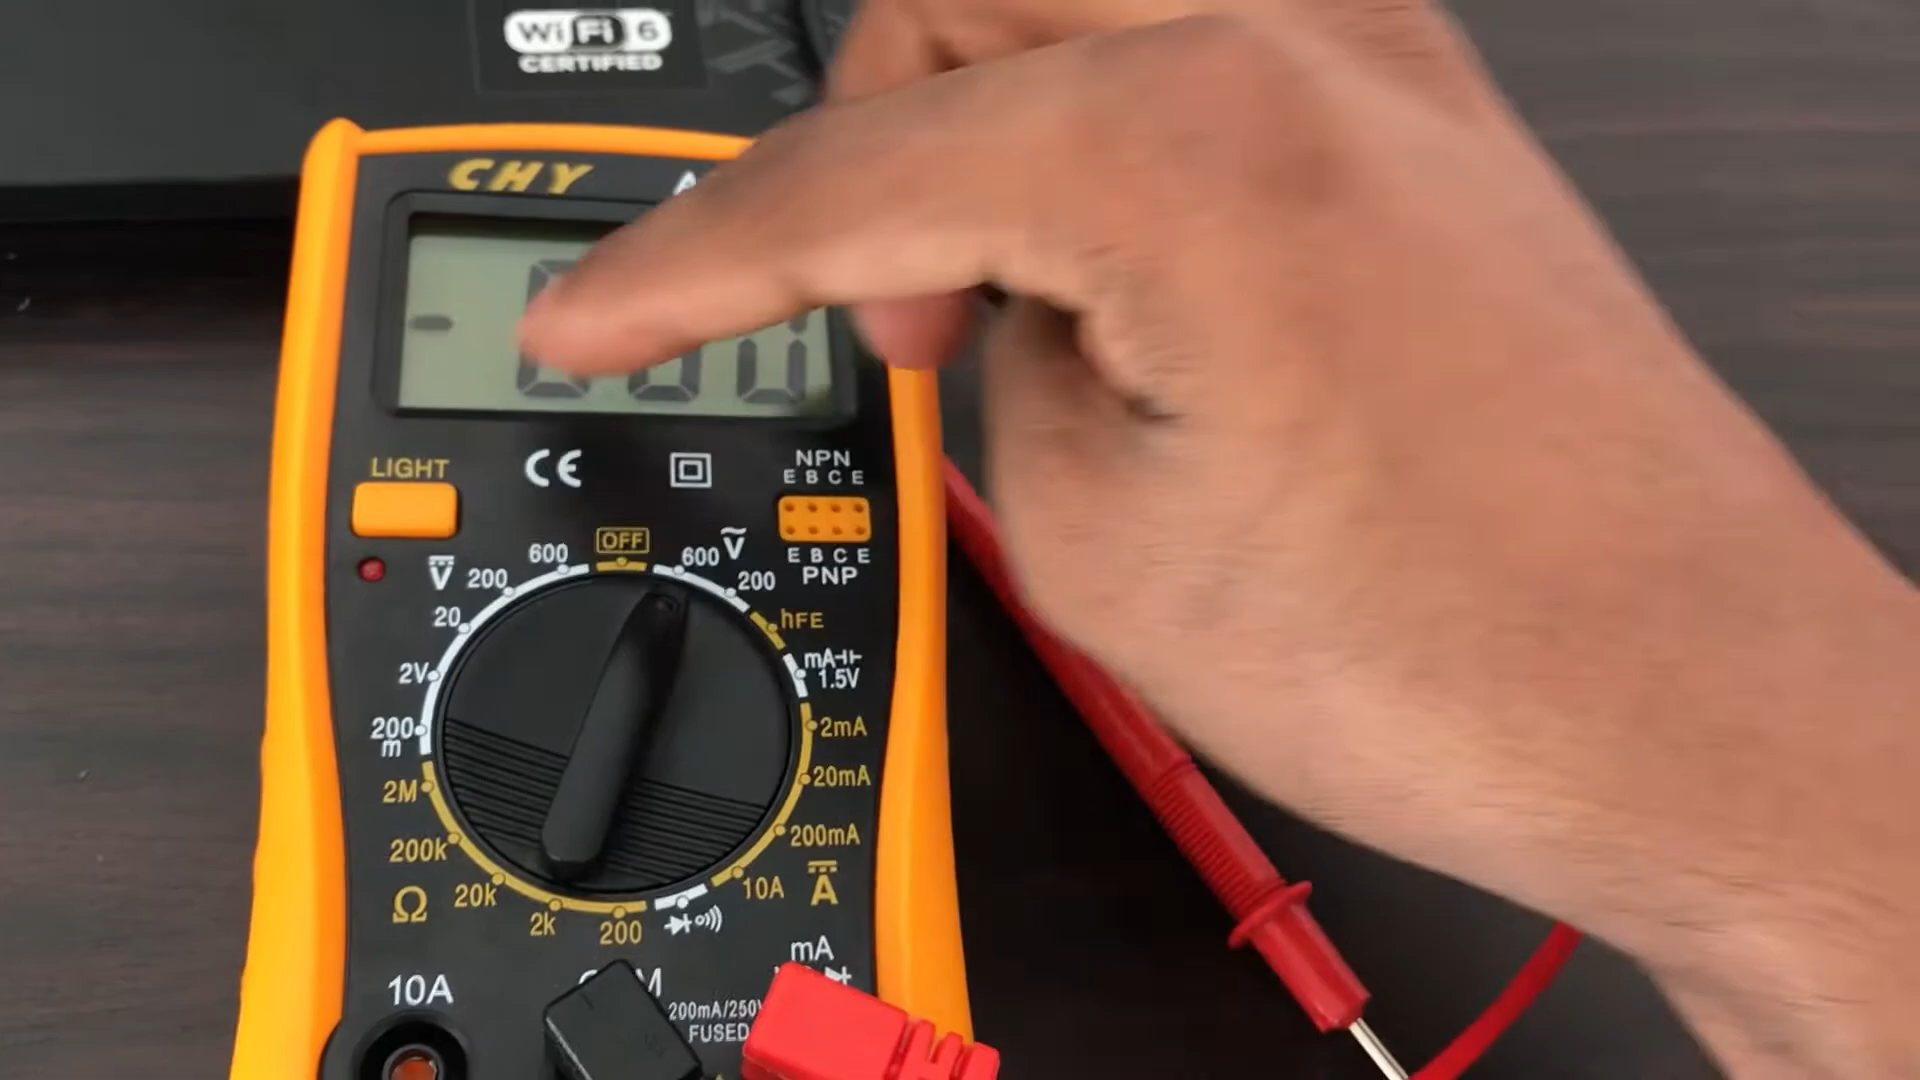 WiFi 6
CERTIFIED
CHY
LIGHT
CE
NPN
E B C E
E B C E
PNP
OFF
600
200
20
2V
200
m
2M
200k
20k
2k
200
Ω
V
600
V
200
hFE
mA
1.5V
2mA
20mA
200mA
10A
A
10A
mA
200mA/250V
FUSED